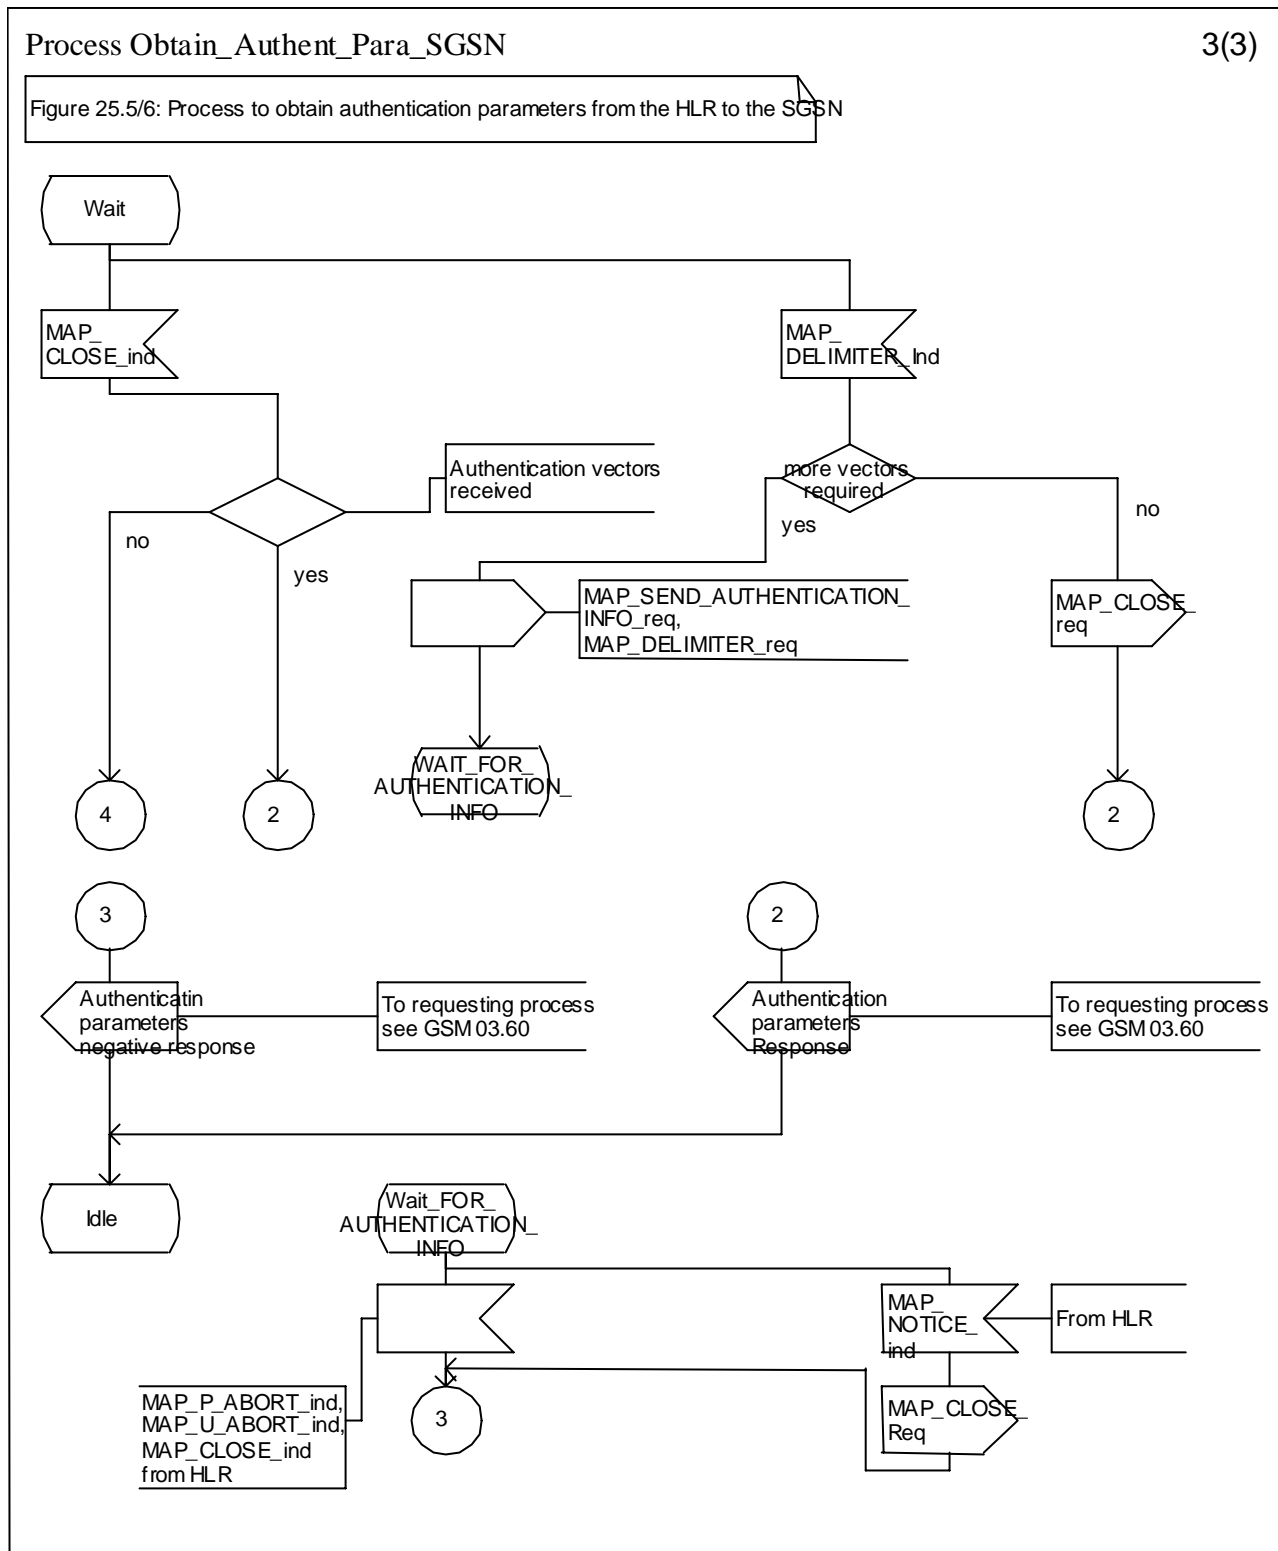 Process Obtain_Authent_Para_SGSN
3(3)
Figure 25.5/6: Process to obtain authentication parameters from the HLR to the SGSN
Wait
MAP_
CLOSE_ind
MAP_
DELIMITER_Ind
Authentication vectors
received
more vectors
required
no
yes
yes
no
MAP_SEND_AUTHENTICATION_
INFO_req,
MAP_DELIMITER_req
MAP_CLOSE_
req
WAIT_FOR_
AUTHENTICATION_
INFO
4
2
2
3
2
Authenticatin
parameters
negative response
To requesting process
see GSM 03.60
Authentication
parameters
Response
To requesting process
see GSM 03.60
Idle
Wait_FOR_
AUTHENTICATION_
INFO
MAP_
NOTICE_
ind
From HLR
MAP_P_ABORT_ind,
MAP_U_ABORT_ind,
MAP_CLOSE_ind
from HLR
3
MAP_CLOSE_
Req